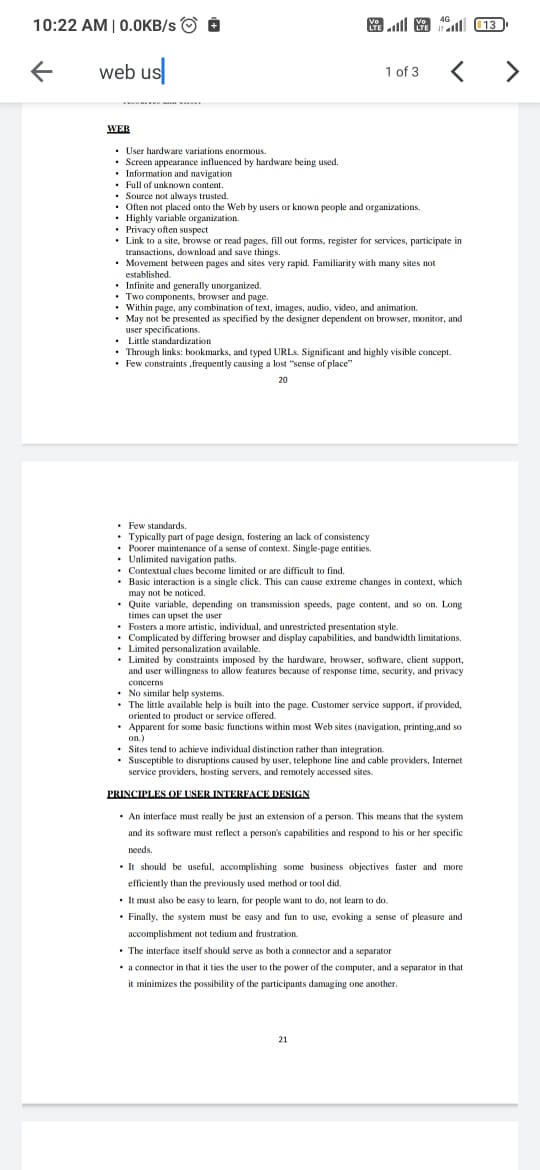 10:22 AM | 0.0KB/s
Vo LTE
Vo LTE
4G
13
web us
1 of 3
WEB
• User hardware variations enormous.
• Screen appearance influenced by hardware being used.
• Information and navigation
• Full of unknown content.
• Source not always trusted.
• Often not placed onto the Web by users or known people and organizations.
• Highly variable organization.
• Privacy often suspect
• Link to a site, browse or read pages, fill out forms, register for services, participate in
transactions, download and save things.
• Movement between pages and sites very rapid. Familiarity with many sites not
established.
• Infinite and generally unorganized.
• Two components, browser and page.
• Within page, any combination of text, images, audio, video, and animation.
• May not be presented as specified by the designer dependent on browser, monitor, and
user specifications.
• Little standardization
• Through links: bookmarks, and typed URLs. Significant and highly visible concept.
• Few constraints ,frequently causing a lost "sense of place"
20
• Few standards.
• Typically part of page design, fostering an lack of consistency
• Poorer maintenance of a sense of context. Single-page entities.
• Unlimited navigation paths.
• Contextual clues become limited or are difficult to find.
• Basic interaction is a single click. This can cause extreme changes in context, which
may not be noticed.
• Quite variable, depending on transmission speeds, page content, and so on. Long
times can upset the user
• Fosters a more artistic, individual, and unrestricted presentation style.
• Complicated by differing browser and display capabilities, and bandwidth limitations.
• Limited personalization available.
• Limited by constraints imposed by the hardware, browser, software, client support,
and user willingness to allow features because of response time, security, and privacy
concerns
• No similar help systems.
• The little available help is built into the page. Customer service support, if provided,
oriented to product or service offered.
• Apparent for some basic functions within most Web sites (navigation, printing,and so
on.)
• Sites tend to achieve individual distinction rather than integration.
• Susceptible to disruptions caused by user, telephone line and cable providers, Internet
service providers, hosting servers, and remotely accessed sites.
PRINCIPLES OF USER INTERFACE DESIGN
• An interface must really be just an extension of a person. This means that the system
and its software must reflect a person's capabilities and respond to his or her specific
needs.
• It should be useful, accomplishing some business objectives faster and more
efficiently than the previously used method or tool did.
• It must also be easy to learn, for people want to do, not learn to do.
• Finally, the system must be easy and fun to use, evoking a sense of pleasure and
accomplishment not tedium and frustration.
• The interface itself should serve as both a connector and a separator
• a connector in that it ties the user to the power of the computer, and a separator in that
it minimizes the possibility of the participants damaging one another.
21